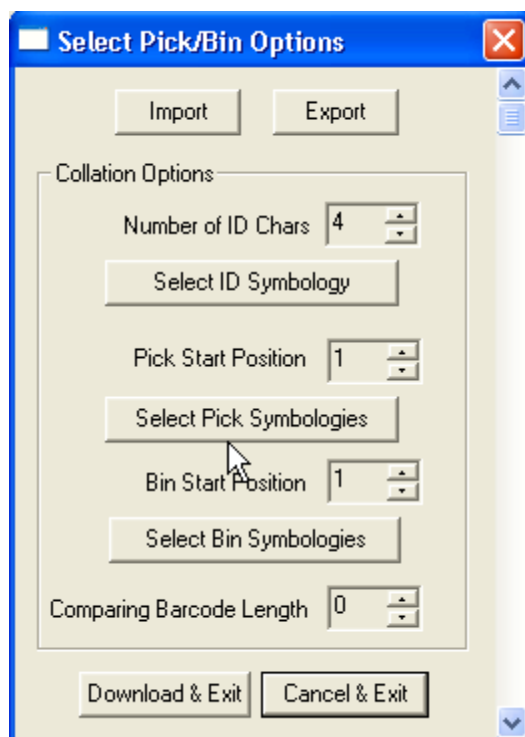 Select Pick/Bin Options
Import Export
Collation Options
Number of ID Chars 4
Select ID Symbology
Pick Start Position 1
Select Pick Symbologies
Bin Start Position 1
Select Bin Symbologies
Comparing Barcode Length 0
Download & Exit Cancel & Exit